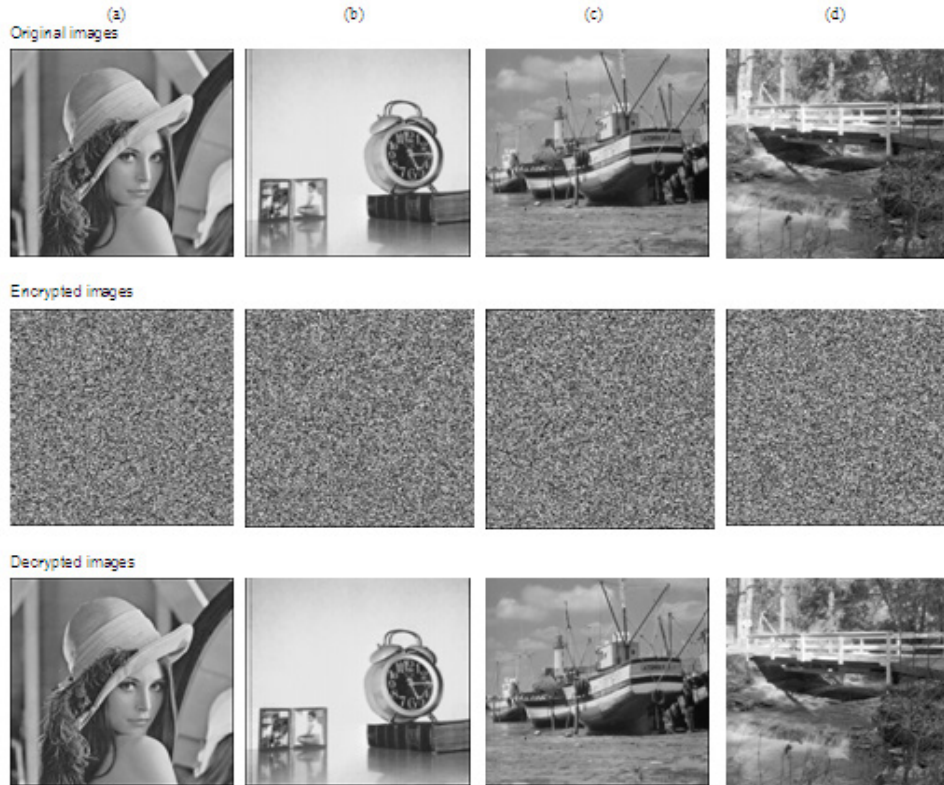 (a) (b) (c) (d)
Original images
Encrypted images
Decrypted images